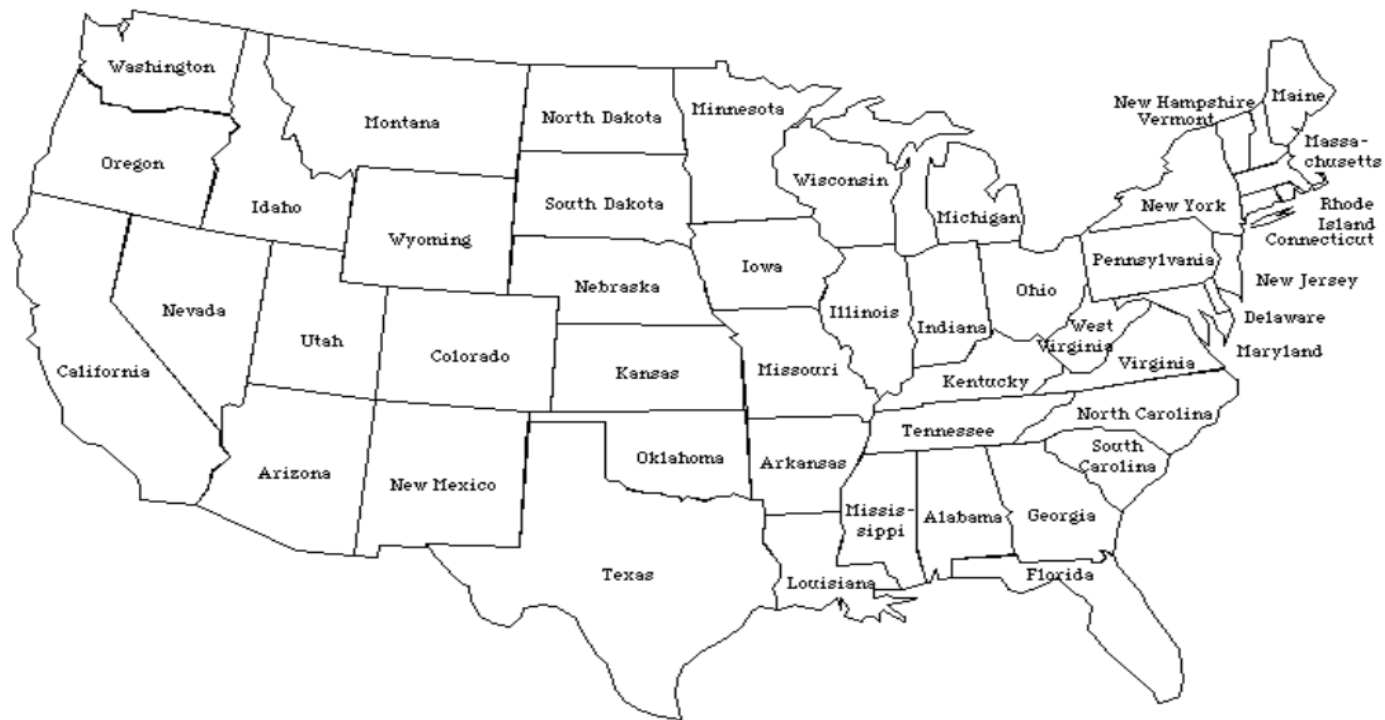 Washington
Montana
North Dakota
Minnesota
New Hampshire
Vermont
Maine
Massa-
chusetts
Oregon
Idaho
South Dakota
Wisconsin
Michigan
New York
Rhode
Island
Connecticut
Wyoming
Iowa
Nebraska
Pennsylvania
New Jersey
Nevada
Utah
Colorado
Illinois
Indiana
Ohio
West
Virginia
Delaware
Maryland
California
Kansas
Missouri
Kentucky
Virginia
Arizona
New Mexico
Oklahoma
Arkansas
Tennessee
North Carolina
South
Carolina
Missis-
sippi
Alabama
Georgia
Texas
Louisiana
Florida